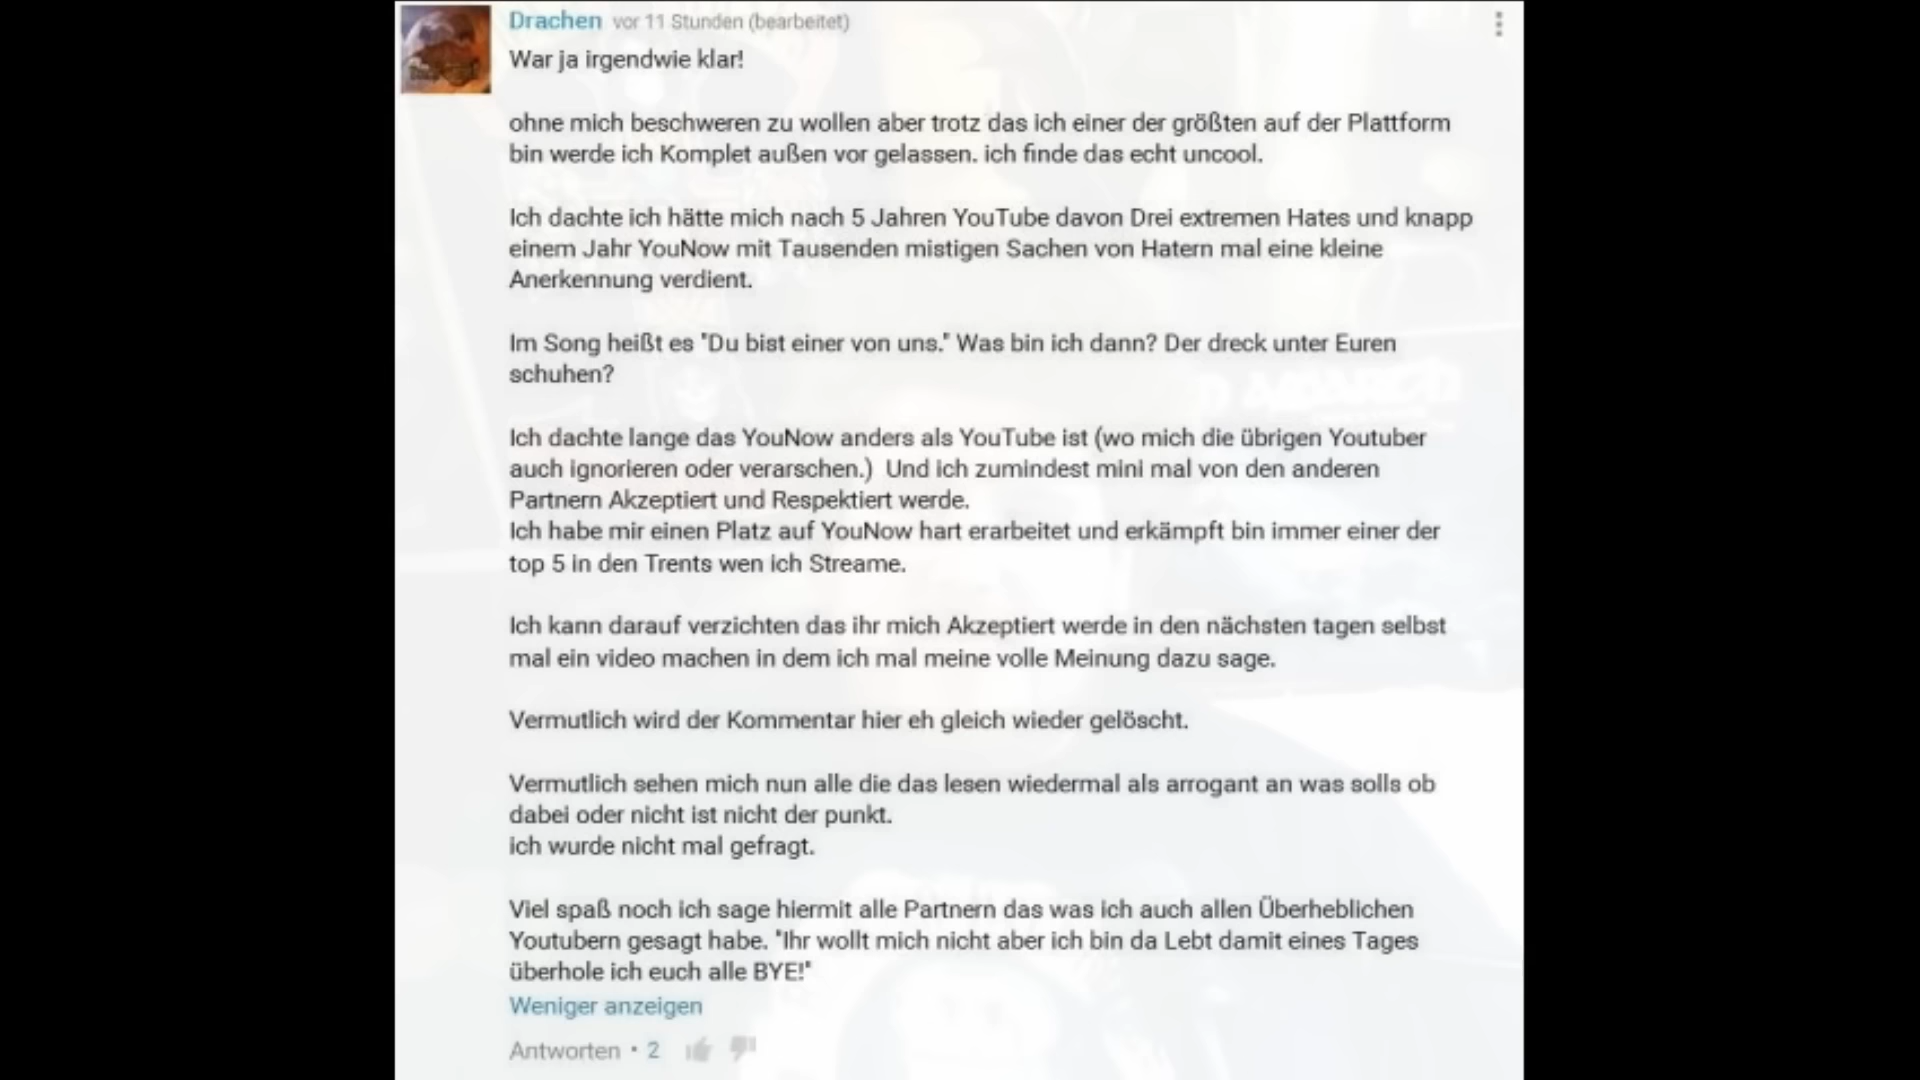 Drachen vor 11 Stunden (bearbeitet)
War ja irgendwie klar!
ohne mich beschweren zu wollen aber trotz das ich einer der größten auf der Plattform
bin werde ich Komplet außen vor gelassen. ich finde das echt uncool.
Ich dachte ich hätte mich nach 5 Jahren YouTube davon Drei extremen Hates und knapp
einem Jahr YouNow mit Tausenden mistigen Sachen von Hatern mal eine kleine
Anerkennung verdient.
Im Song heißt es "Du bist einer von uns." Was bin ich dann? Der dreck unter Euren
schuhen?
Ich dachte lange das YouNow anders als YouTube ist (wo mich die übrigen Youtuber
auch ignorieren oder verarschen.)  Und ich zumindest mini mal von den anderen
Partnern Akzeptiert und Respektiert werde.
Ich habe mir einen Platz auf YouNow hart erarbeitet und erkämpft bin immer einer der
top 5 in den Trents wen ich Streame.
Ich kann darauf verzichten das ihr mich Akzeptiert werde in den nächsten tagen selbst
mal ein video machen in dem ich mal meine volle Meinung dazu sage.
Vermutlich wird der Kommentar hier eh gleich wieder gelöscht.
Vermutlich sehen mich nun alle die das lesen wiedermal als arrogant an was solls ob
dabei oder nicht ist nicht der punkt.
ich wurde nicht mal gefragt.
Viel spaß noch ich sage hiermit alle Partnern das was ich auch allen Überheblichen
Youtubern gesagt habe. "Ihr wollt mich nicht aber ich bin da Lebt damit eines Tages
überhole ich euch alle BYE!"
Weniger anzeigen
Antworten • 2